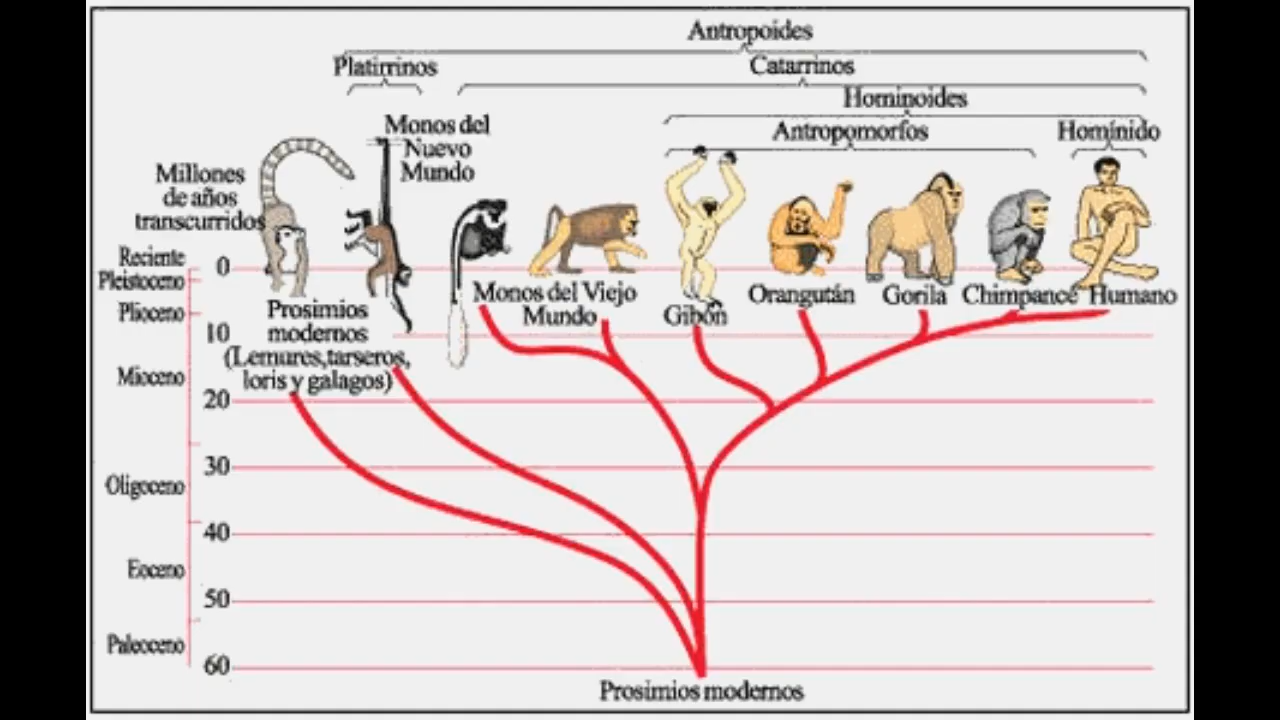 Antropoides
Platirrinos
Catarrinos
Hominoides
Monos del
Nuevo
Mundo
Antropomorfos
Homínido
Millones
de años
transcurridos
Reciente
Pleistoceno
Plioceno
Mioceno
Oligoceno
Eoceno
Paleoceno
0
10
20
30
40
50
60
Prosimios
modernos
(Lemures,tarseros,
loris y galagos)
Monos del Viejo
Mundo
Gibón
Orangután
Gorila
Chimpancé
Humano
Prosimios modernos